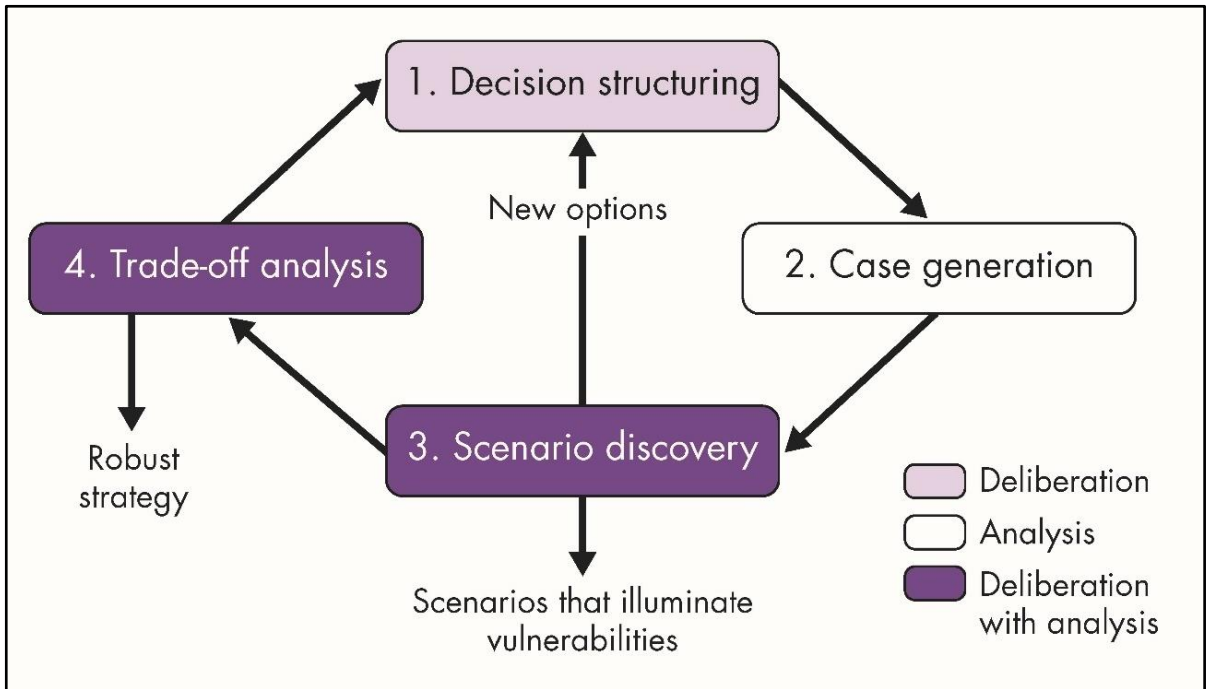 1. Decision structuring
New options
4. Trade-off analysis
2. Case generation
3. Scenario discovery
Robust
strategy
Scenarios that illuminate
vulnerabilities
Deliberation
Analysis
Deliberation
with analysis